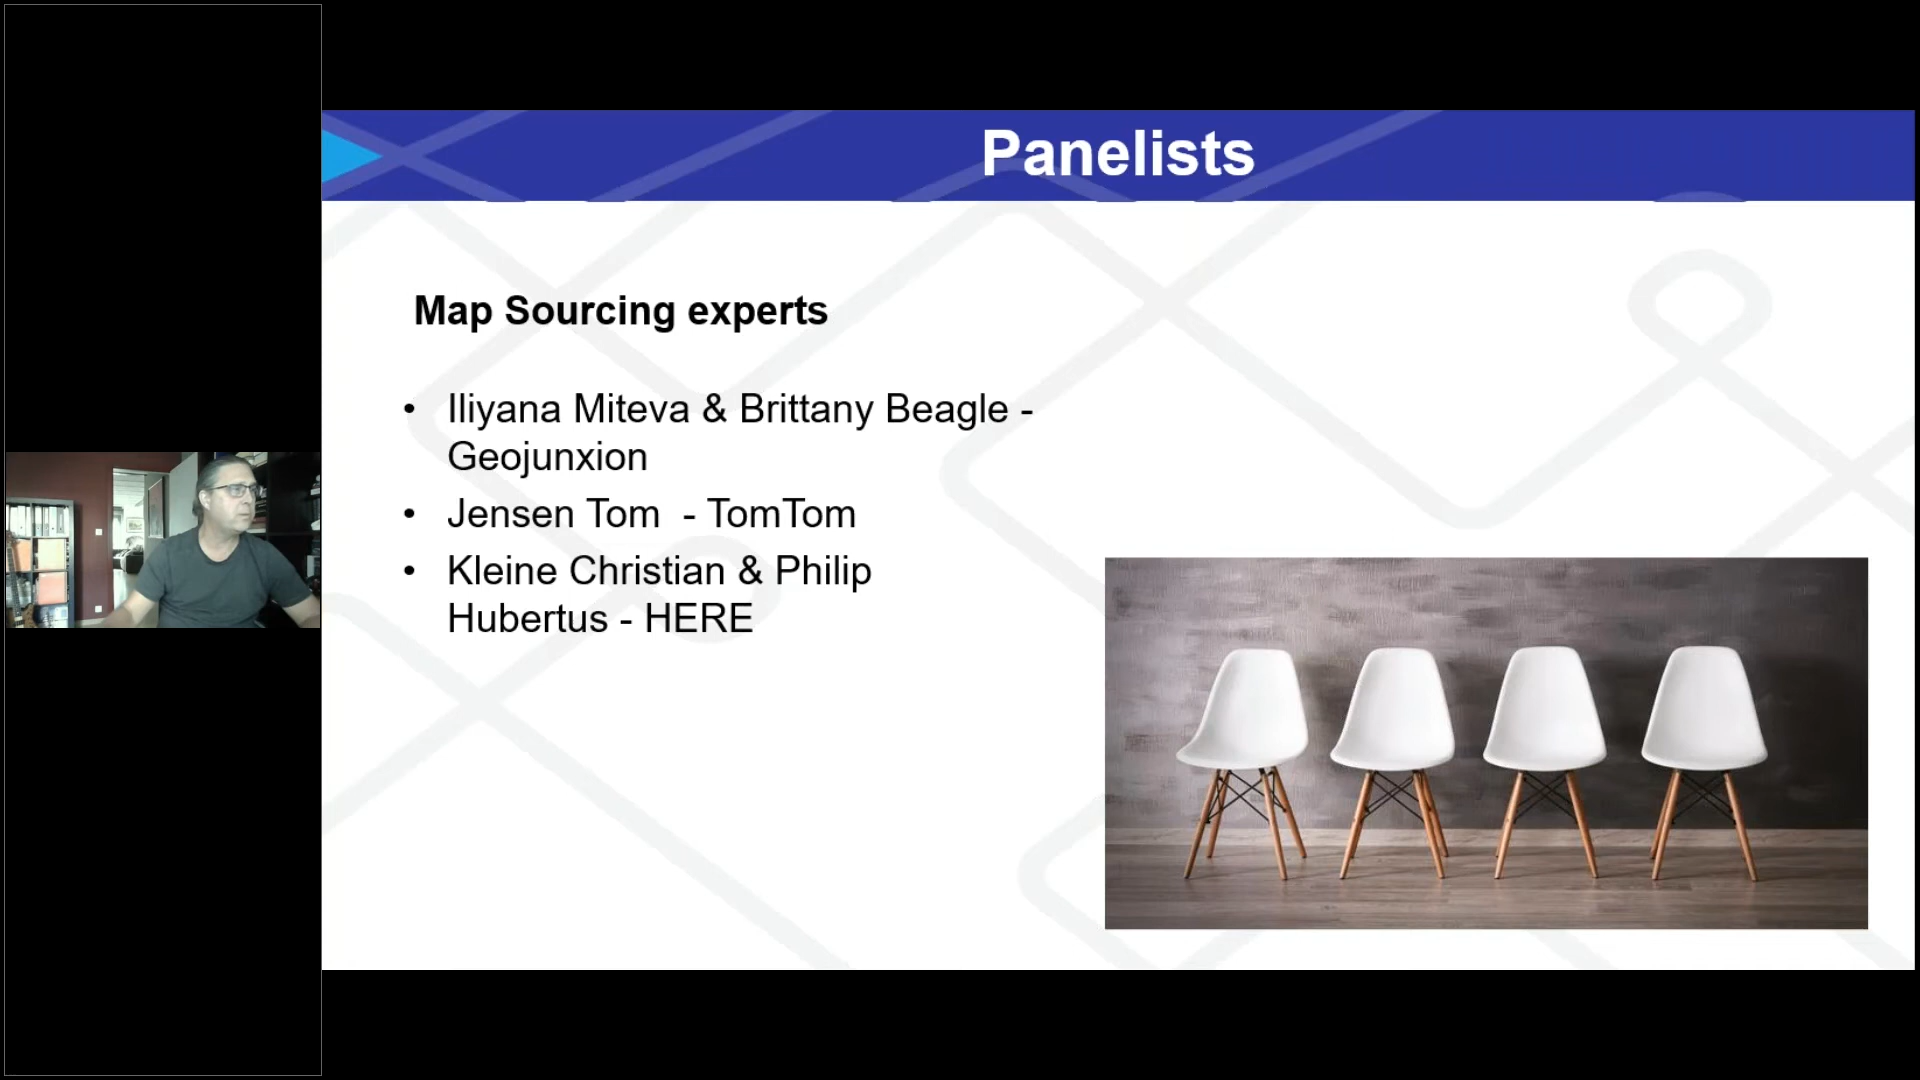 Panelists
Map Sourcing experts
• Iliyana Miteva & Brittany Beagle -
Geojunxion
• Jensen Tom  - TomTom
• Kleine Christian & Philip
Hubertus - HERE